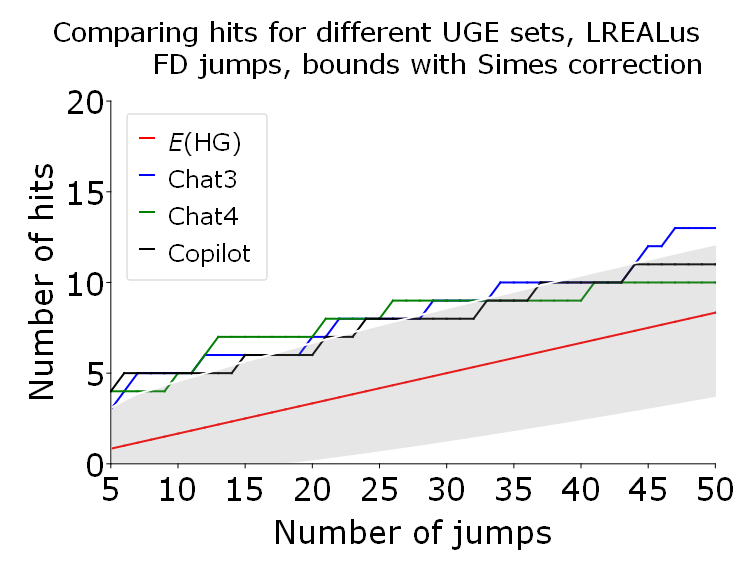 Comparing hits for different UGE sets, LREALus
FD jumps, bounds with Simes correction
20
15
10
5
0
Number of hits
E(HG)
Chat3
Chat4
Copilot
5 10 15 20 25 30 35 40 45 50
Number of jumps